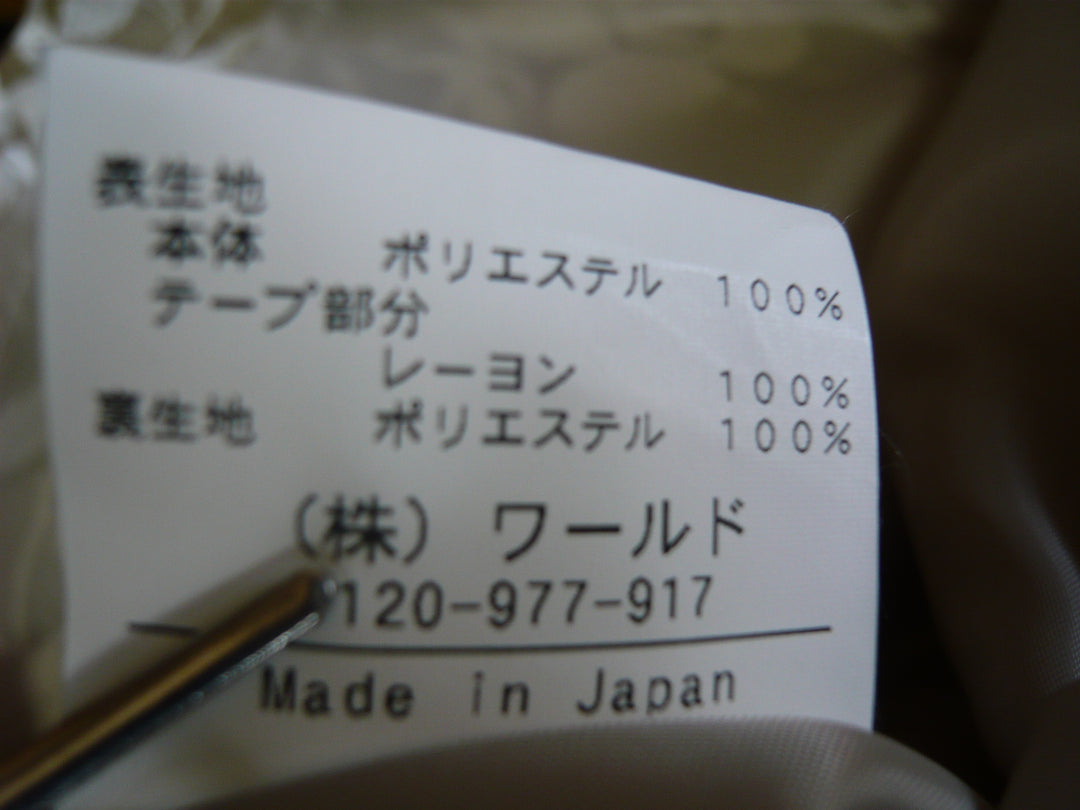 表生地
本体 ポリエステル 100%
テープ部分
レーヨン 100%
裏生地 ポリエステル 100%
(株) ワールド
120-977-917
Made in Japan